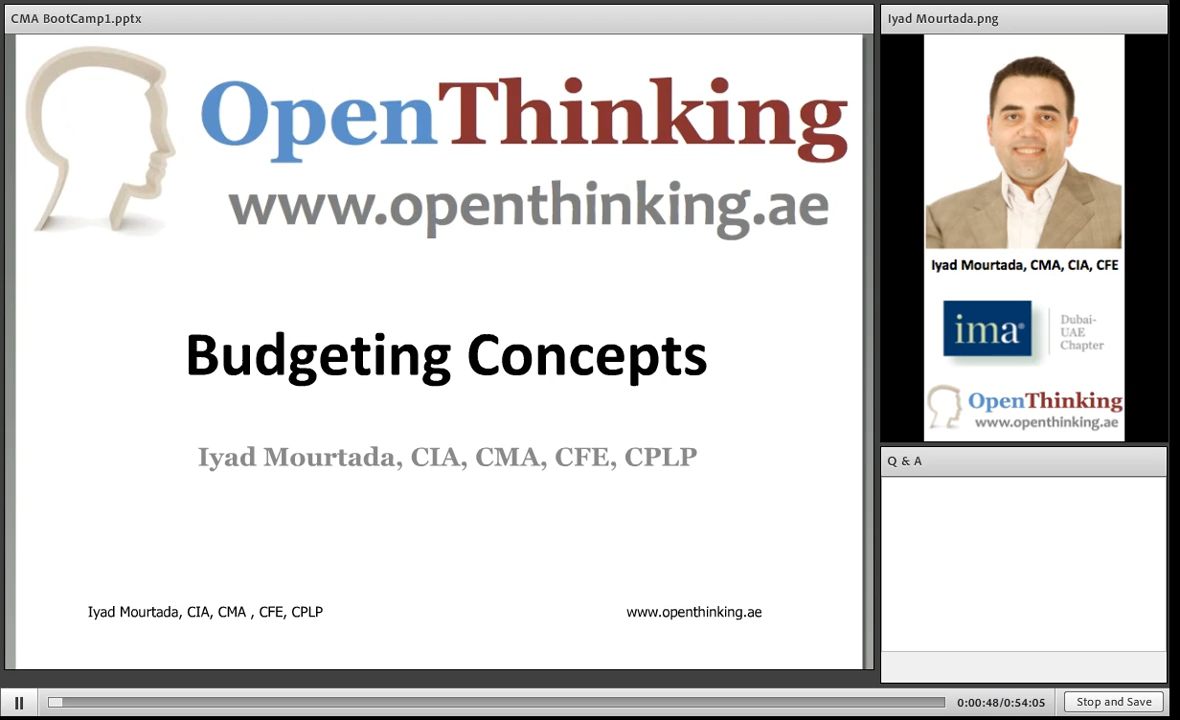 CMA BootCamp1.pptx
OpenThinking
www.openthinking.ae
Budgeting Concepts
Iyad Mourtada, CIA, CMA, CFE, CPLP
Iyad Mourtada, CIA, CMA , CFE, CPLP
www.openthinking.ae
Iyad Mourtada.png
Iyad Mourtada, CMA, CIA, CFE
ima®
Dubai-
UAE
Chapter
OpenThinking
www.openthinking.ae
Q & A
0:00:48/0:54:05
Stop and Save